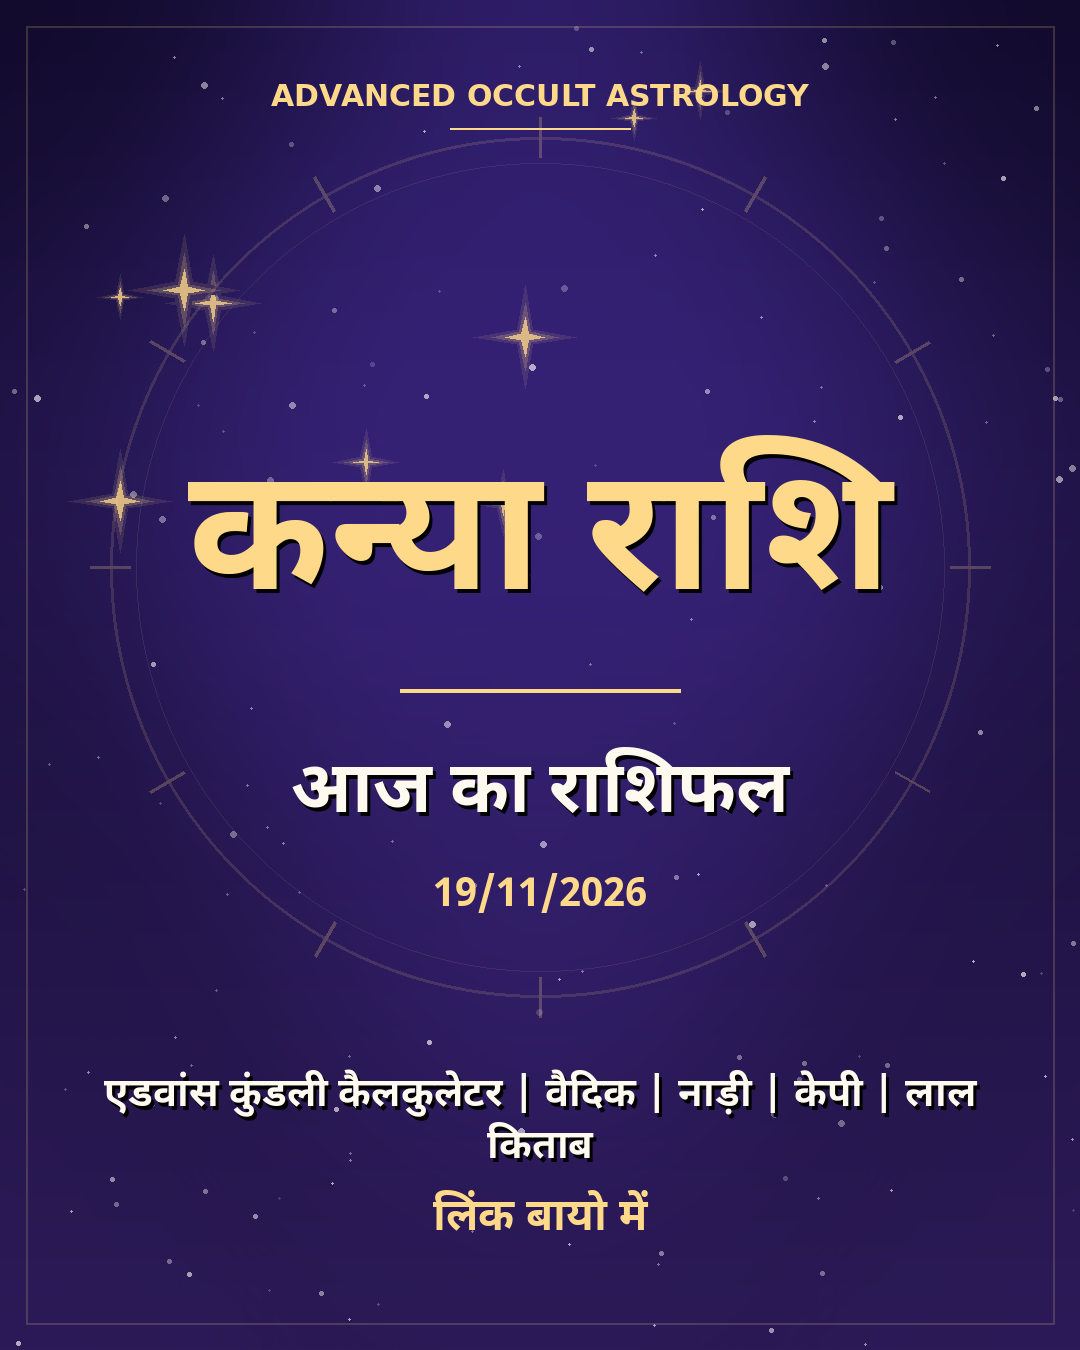 ADVANCED OCCULT ASTROLOGY
कन्या राशि
आज का राशिफल
19/11/2026
एडवांस कुंडली कैलकुलेटर | वैदिक | नाड़ी | केपी | लाल
किताब
लिंक बायो में